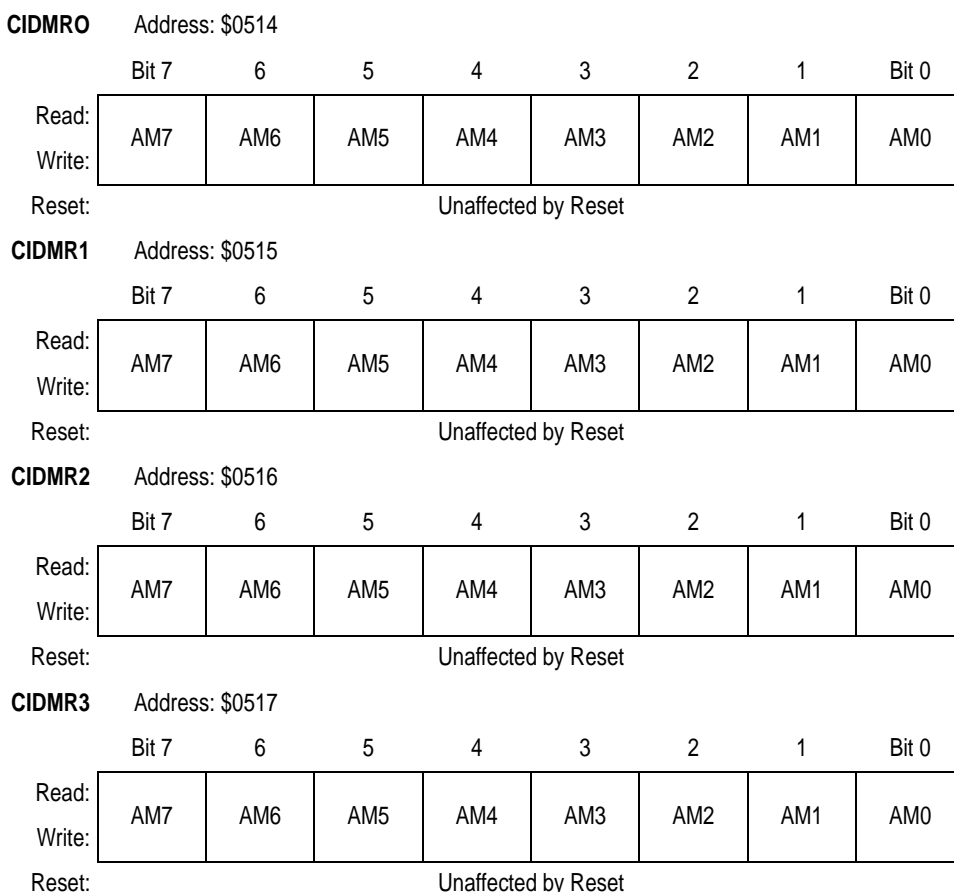 CIDMRO Address: $0514
Bit 7 6 5 4 3 2 1 Bit 0
Read:
AM7 AM6 AM5 AM4 AM3 AM2 AM1 AM0
Write:
Reset: Unaffected by Reset
CIDMR1 Address: $0515
Bit 7 6 5 4 3 2 1 Bit 0
Read:
AM7 AM6 AM5 AM4 AM3 AM2 AM1 AM0
Write:
Reset: Unaffected by Reset
CIDMR2 Address: $0516
Bit 7 6 5 4 3 2 1 Bit 0
Read:
AM7 AM6 AM5 AM4 AM3 AM2 AM1 AM0
Write:
Reset: Unaffected by Reset
CIDMR3 Address: $0517
Bit 7 6 5 4 3 2 1 Bit 0
Read:
AM7 AM6 AM5 AM4 AM3 AM2 AM1 AM0
Write:
Reset: Unaffected by Reset